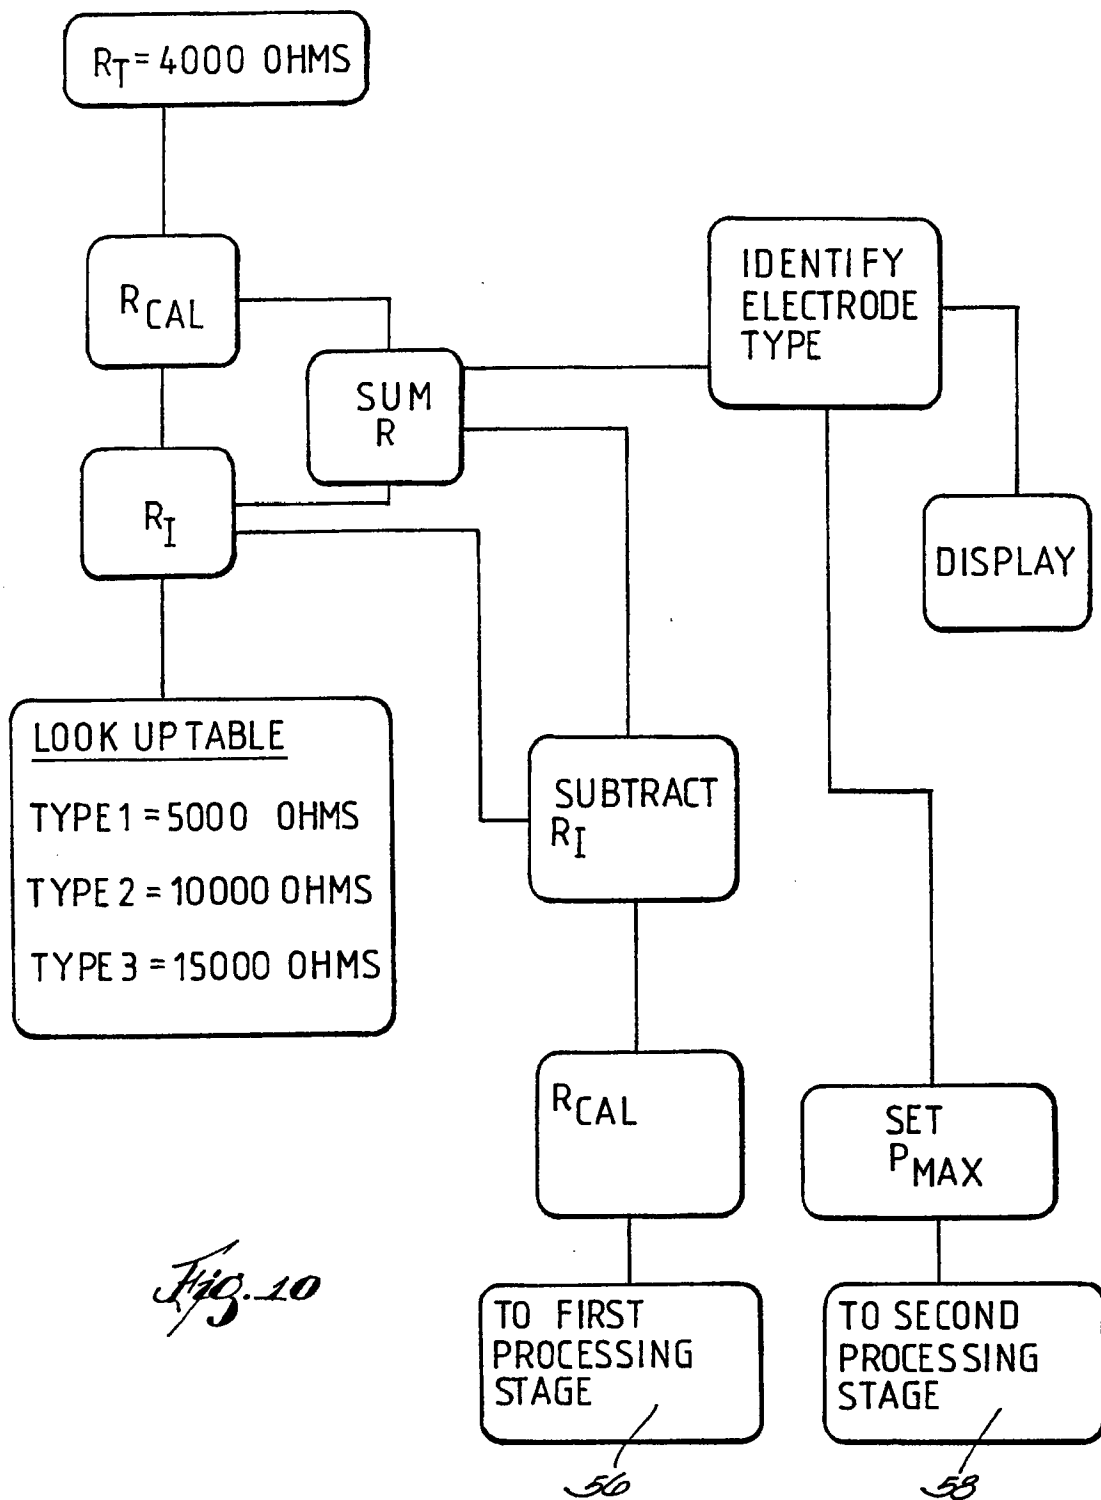 RT = 4000 OHMS
RCAL
IDENTIFY
ELECTRODE
TYPE
SUM
R
RI
DISPLAY
LOOK UP TABLE
TYPE 1 = 5000 OHMS
TYPE 2 = 10000 OHMS
TYPE 3 = 15000 OHMS
SUBTRACT
RI
RCAL
SET
PMAX
Fig. 10
TO FIRST
PROCESSING
STAGE
TO SECOND
PROCESSING
STAGE
56
58